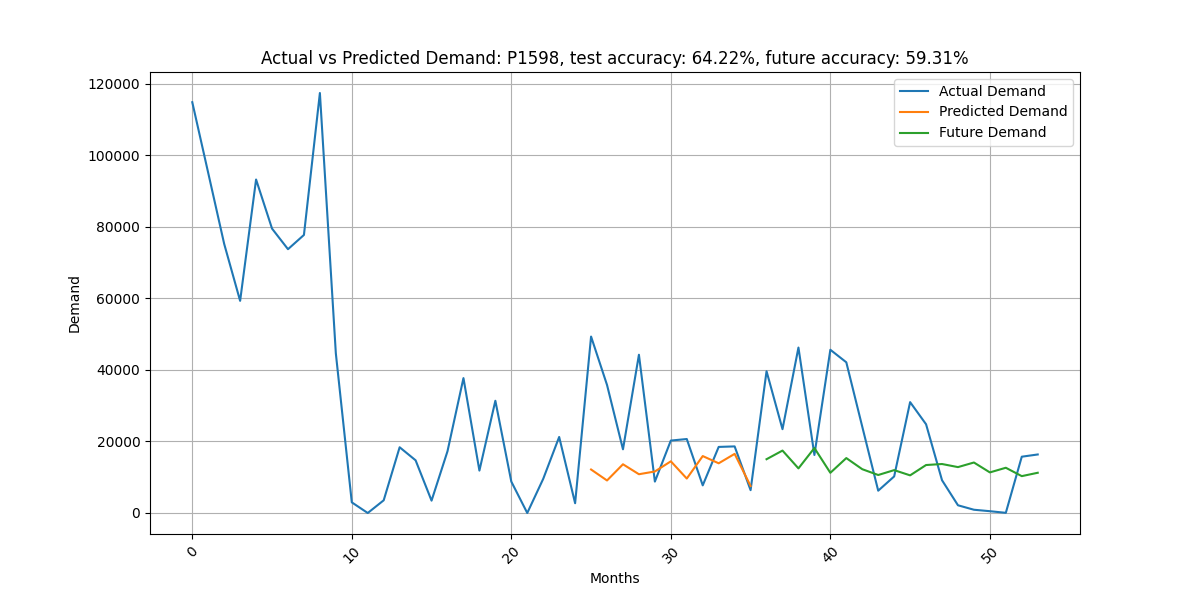 Actual vs Predicted Demand: P1598, test accuracy: 64.22%, future accuracy: 59.31%
120000
100000
80000
60000
40000
20000
0
Demand
Actual Demand
Predicted Demand
Future Demand
0
10
20
30
40
50
Months